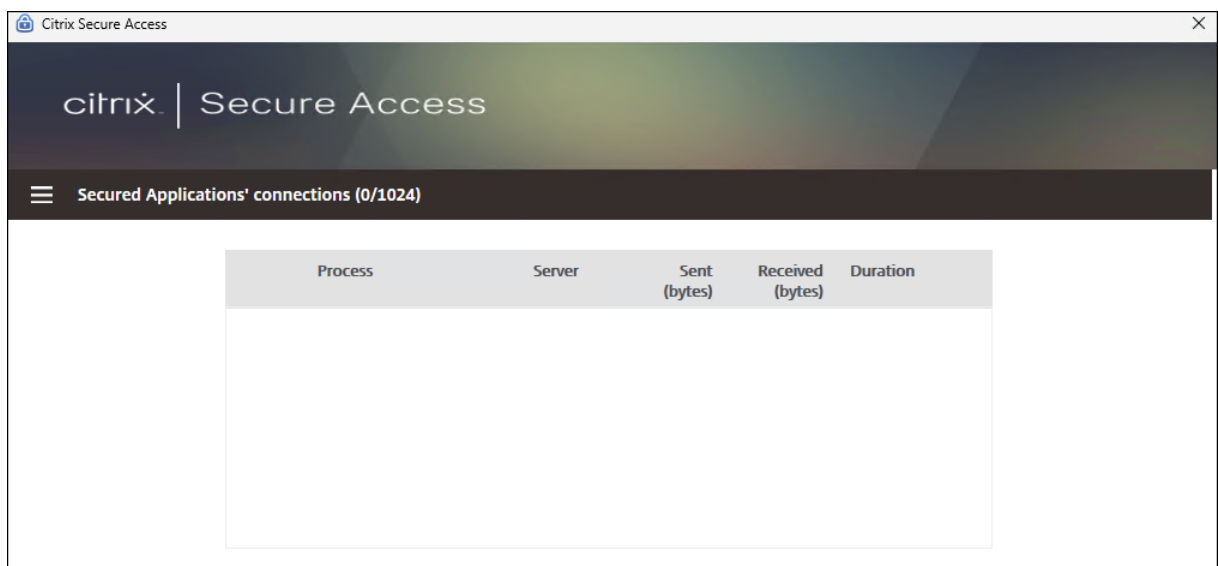 Citrix Secure Access
citrix | Secure Access
Secured Applications' connections (0/1024)
Process Server Sent (bytes) Received (bytes) Duration